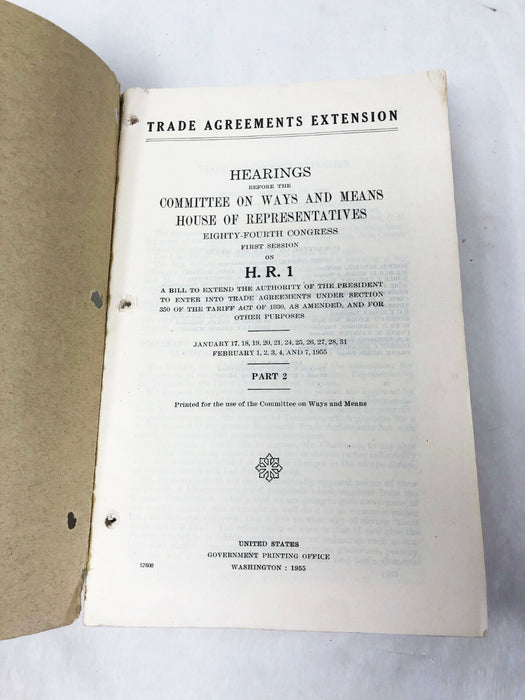 TRADE AGREEMENTS EXTENSION
HEARINGS
BEFORE THE
COMMITTEE ON WAYS AND MEANS
HOUSE OF REPRESENTATIVES
EIGHTY-FOURTH CONGRESS
FIRST SESSION
ON
H. R. 1
A BILL TO EXTEND THE AUTHORITY OF THE PRESIDENT
TO ENTER INTO TRADE AGREEMENTS UNDER SECTION
350 OF THE TARIFF ACT OF 1930, AS AMENDED, AND FOR
OTHER PURPOSES
JANUARY 17, 18, 19, 20, 21, 24, 25, 26, 27, 28, 31
FEBRUARY 1, 2, 3, 4, AND 7, 1955
PART 2
Printed for the use of the Committee on Ways and Means
UNITED STATES
GOVERNMENT PRINTING OFFICE
57600
WASHINGTON : 1955